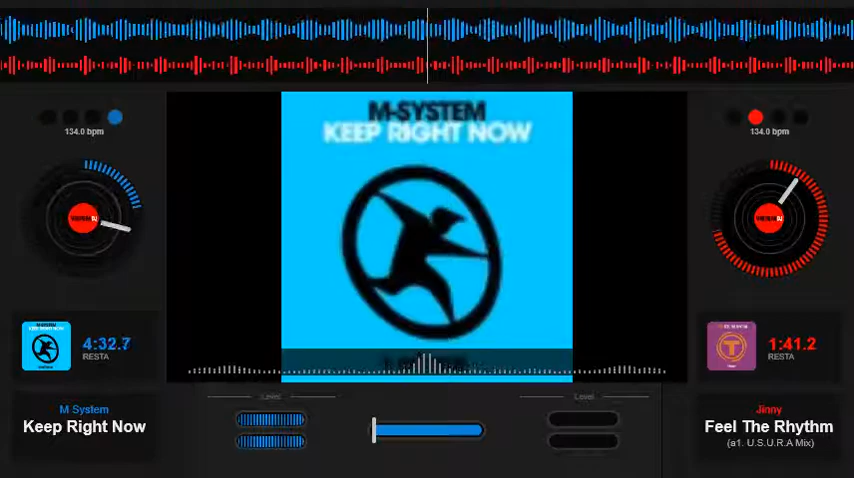 134.0 bpm
4:32.7
RESTA
M System
Keep Right Now
M-SYSTEM
KEEP RIGHT NOW
Level
Level
134.0 bpm
1:41.2
RESTA
Jinny
Feel The Rhythm
(a1. U.S.U.R.A Mix)